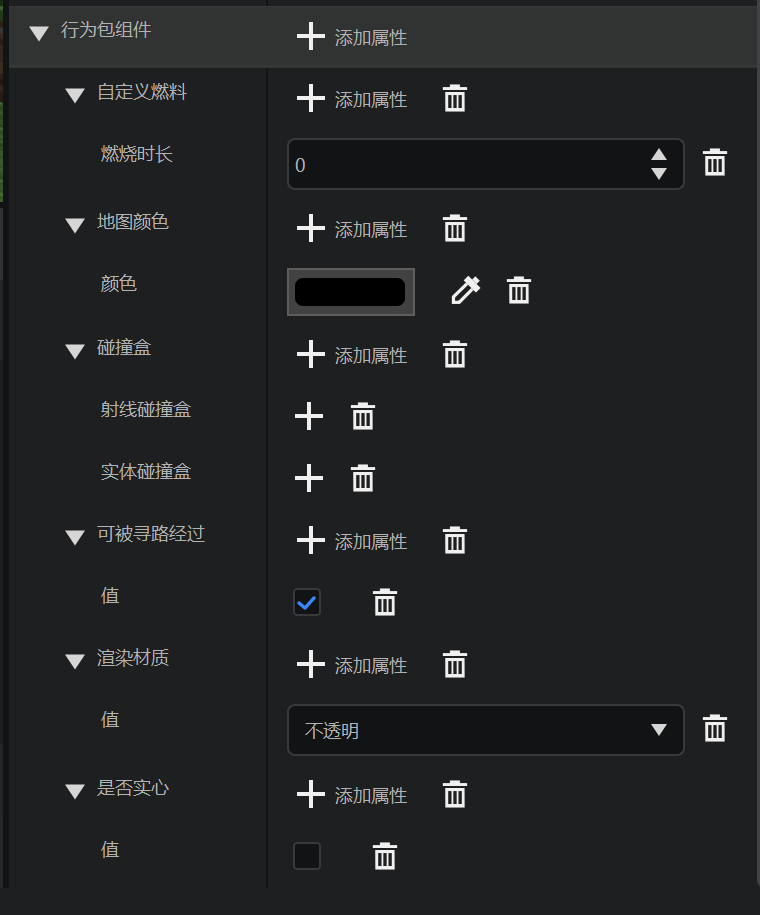 行为包组件
添加属性
自定义燃料
添加属性
燃烧时长
0
地图颜色
添加属性
颜色
碰撞盒
添加属性
射线碰撞盒
实体碰撞盒
可被寻路经过
添加属性
值
渲染材质
添加属性
值
不透明
是否实心
添加属性
值